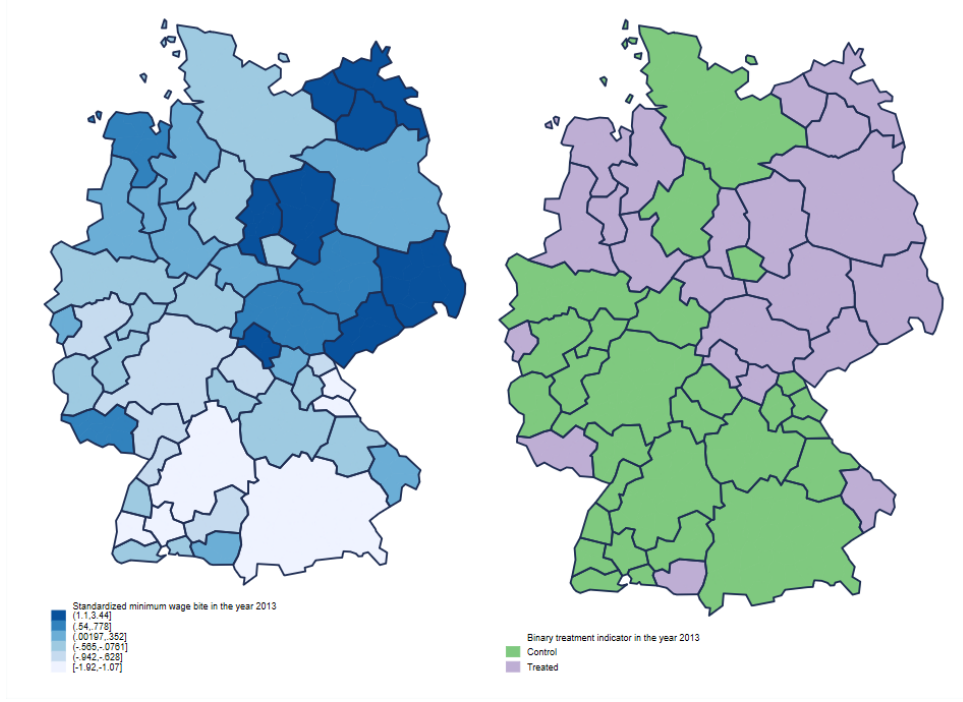 Standardized minimum wage bite in the year 2013
(1.1,3.44]
(.54,.778]
(.00197,.352]
(-.565,-.0761]
(-.942,-.628]
[-1.92,-1.07]
Binary treatment indicator in the year 2013
Control
Treated